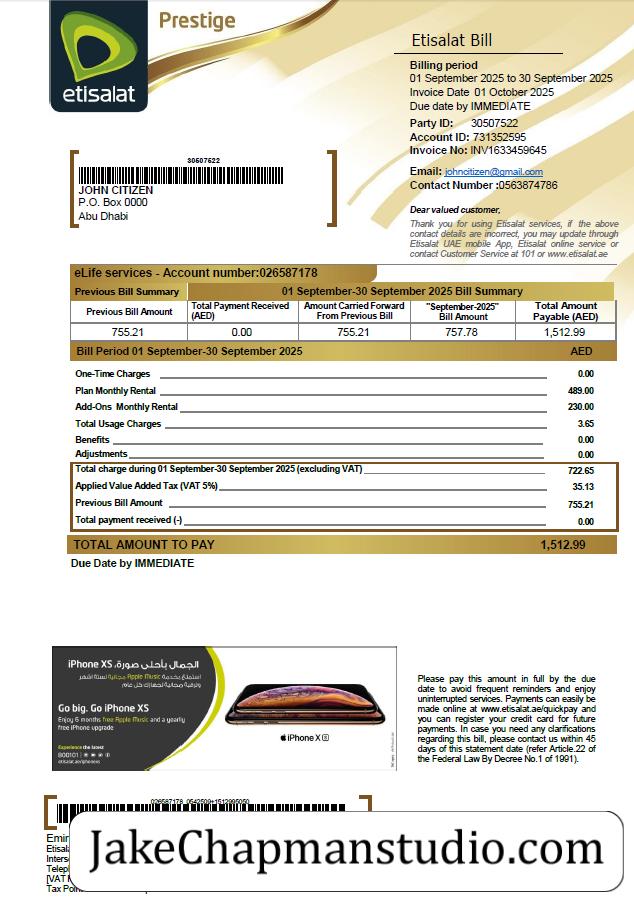 Prestige
etisalat
Etisalat Bill
Billing period
01 September 2025 to 30 September 2025
Invoice Date 01 October 2025
Due date by IMMEDIATE
Party ID: 30507522
Account ID: 731352595
Invoice No: INV1633459645
Email: johncitizen@gmail.com
Contact Number :0563874786
30507522
JOHN CITIZEN
P.O. Box 0000
Abu Dhabi
Dear valued customer,
Thank you for using Etisalat services, if the above
contact details are incorrect, you may update through
Etisalat UAE mobile App, Etisalat online service or
contact Customer Service at 101 or www.etisalat.ae
eLife services - Account number:026587178
Previous Bill Summary 01 September-30 September 2025 Bill Summary
Previous Bill Amount Total Payment Received (AED) Amount Carried Forward From Previous Bill "September-2025" Bill Amount Total Amount Payable (AED)
755.21 0.00 755.21 757.78 1,512.99
Bill Period 01 September-30 September 2025 AED
One-Time Charges 0.00
Plan Monthly Rental 489.00
Add-Ons Monthly Rental 230.00
Total Usage Charges 3.65
Benefits 0.00
Adjustments 0.00
Total charge during 01 September-30 September 2025 (excluding VAT) 722.65
Applied Value Added Tax (VAT 5%) 35.13
Previous Bill Amount 755.21
Total payment received (-) 0.00
TOTAL AMOUNT TO PAY 1,512.99
Due Date by IMMEDIATE
الجمال بأحلى صورة، iPhone XS
استمتع بخدمة Apple Music مجانية لستة أشهر
وترقية مجانية لجهازك كل عام
Go big. Go iPhone XS
Enjoy 6 months free Apple Music and a yearly
free iPhone upgrade
Experience the latest
800101
etisalat.ae/iphonexs
iPhone XS
Please pay this amount in full by the due
date to avoid frequent reminders and enjoy
uninterrupted services. Payments can easily be
made online at www.etisalat.ae/quickpay and
you can register your credit card for future
payments. In case you need any clarifications
regarding this bill, please contact us within 45
days of this statement date (refer Article.22 of
the Federal Law By Decree No.1 of 1991).
026587178 0542509+1512995050
JakeChapmanstudio.com